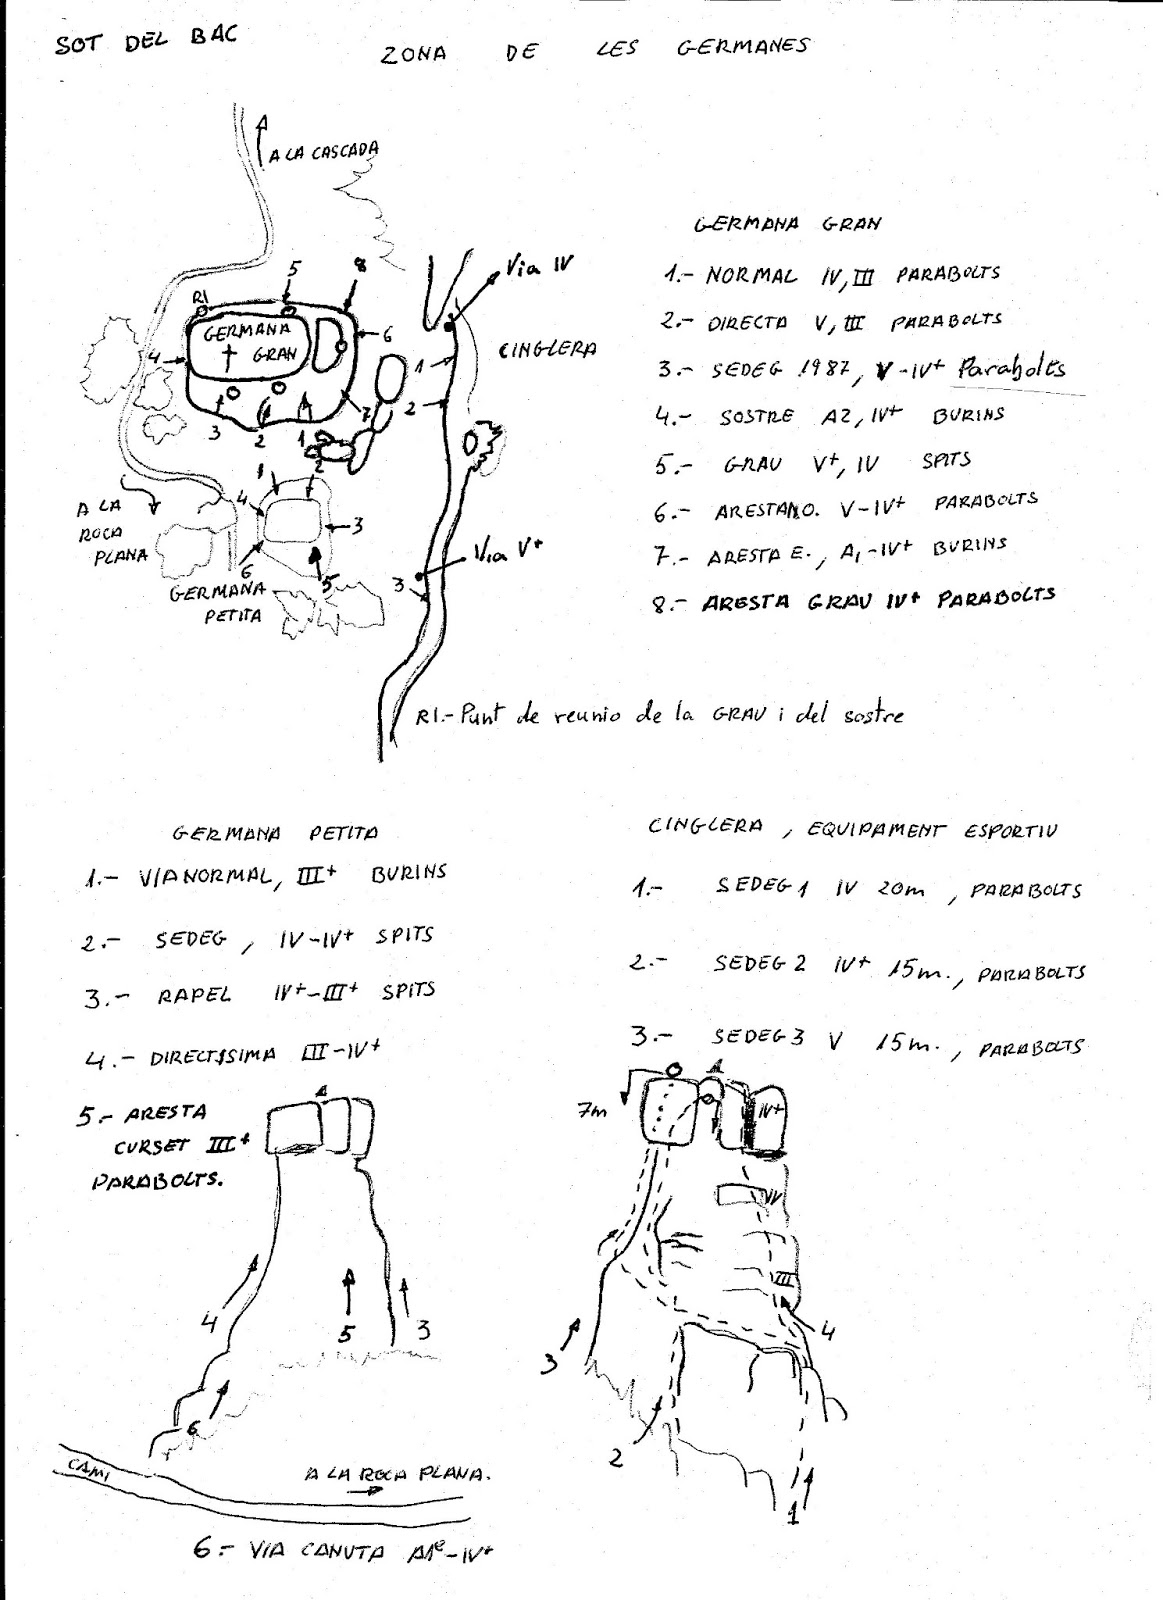 SOT DEL BAC
ZONA DE LES GERMANES
A LA CASCADA
GERMANA GRAN
1.- NORMAL IV, III PARABOLTS
2.- DIRECTA V, III PARABOLTS
3.- SEDEG 1987, V-IV+ Parabolts
4.- SOSTRE A2, IV+ BURINS
5.- GRAU V+, IV SPITS
6.- ARESTA NO. V-IV+ PARABOLTS
7.- ARESTA E., A1-IV+ BURINS
8.- ARESTA GRAU IV+ PARABOLTS
5
8
Via IV
R1
GERMANA
GRAN
6
CINGLERA
4
1
2
7
3
2
1
2
1
4
3
A LA
ROCA
PLANA
6
5
GERMANA
PETITA
Via V+
3
R1.- Punt de reunio de la GRAU i del sostre
GERMANA PETITA
1.- VIA NORMAL, III+ BURINS
2.- SEDEG, IV-IV+ SPITS
3.- RAPEL IV+-III+ SPITS
4.- DIRECTISIMA III-IV+
5.- ARESTA
CURSET III+
PARABOLTS.
4
5
3
6
CAMI
A LA ROCA PLANA.
6.- VIA CANUTA A1e-IV+
CINGLERA, EQUIPAMENT ESPORTIU
1.- SEDEG 1 IV 20m, PARABOLTS
2.- SEDEG 2 IV+ 15m., PARABOLTS
3.- SEDEG 3 V 15m., PARABOLTS
7m
IV+
IV
III
3
4
2
1